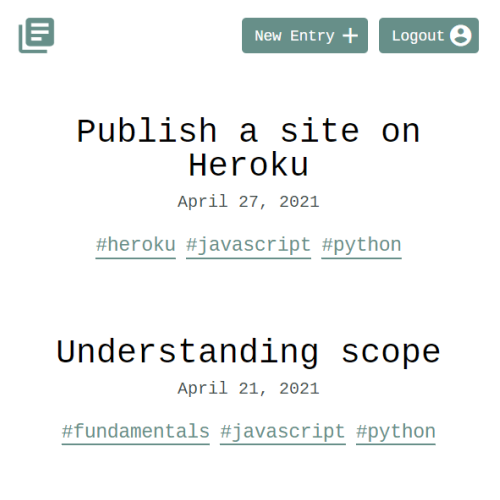 New Entry Logout
Publish a site on
Heroku
April 27, 2021
#heroku #javascript #python
Understanding scope
April 21, 2021
#fundamentals #javascript #python